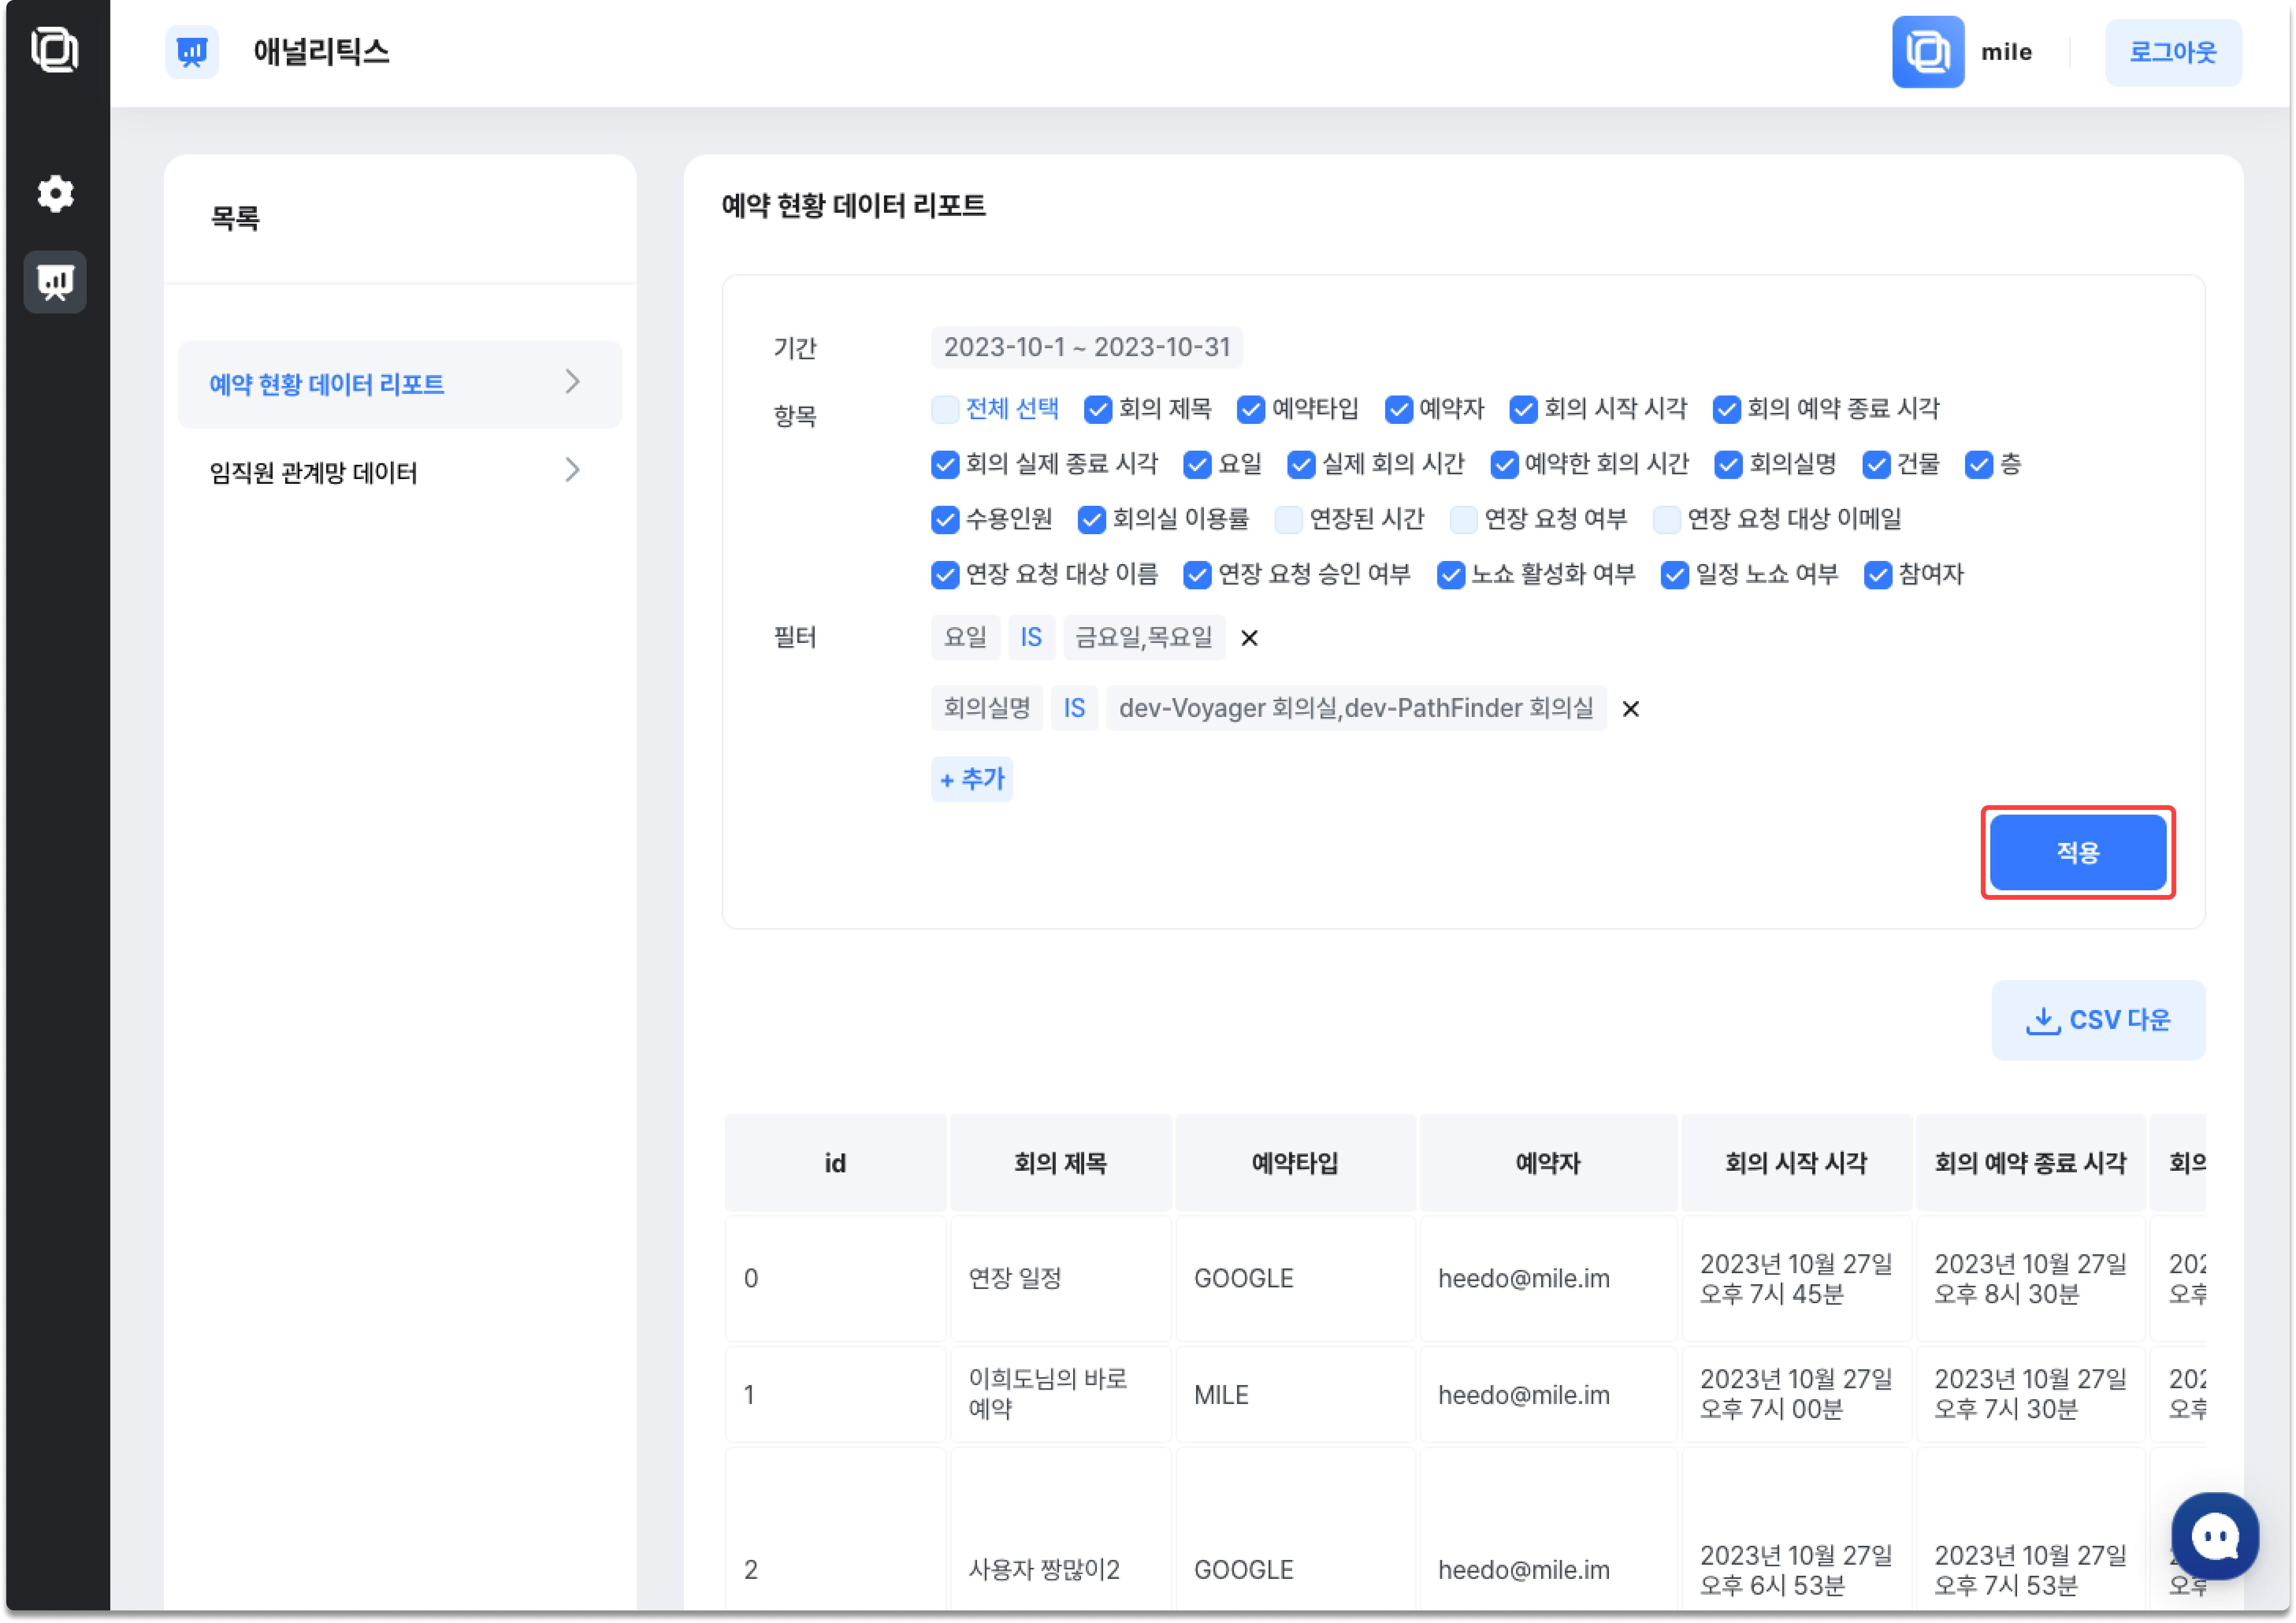 애널리틱스
mile
로그아웃
목록
예약 현황 데이터 리포트
임직원 관계망 데이터
예약 현황 데이터 리포트
기간 2023-10-1 ~ 2023-10-31
항목 전체 선택 회의 제목 예약타입 예약자 회의 시작 시각 회의 예약 종료 시각
회의 실제 종료 시각 요일 실제 회의 시간 예약한 회의 시간 회의실명 건물 층
수용인원 회의실 이용률 연장된 시간 연장 요청 여부 연장 요청 대상 이메일
연장 요청 대상 이름 연장 요청 승인 여부 노쇼 활성화 여부 일정 노쇼 여부 참여자
필터 요일 IS 금요일,목요일 ×
회의실명 IS dev-Voyager 회의실,dev-PathFinder 회의실 ×
+ 추가
적용
CSV 다운
id 회의 제목 예약타입 예약자 회의 시작 시각 회의 예약 종료 시각
0 연장 일정 GOOGLE heedo@mile.im 2023년 10월 27일 오후 7시 45분 2023년 10월 27일 오후 8시 30분
1 이희도님의 바로 예약 MILE heedo@mile.im 2023년 10월 27일 오후 7시 00분 2023년 10월 27일 오후 7시 30분
2 사용자 짱많이2 GOOGLE heedo@mile.im 2023년 10월 27일 오후 6시 53분 2023년 10월 27일 오후 7시 53분